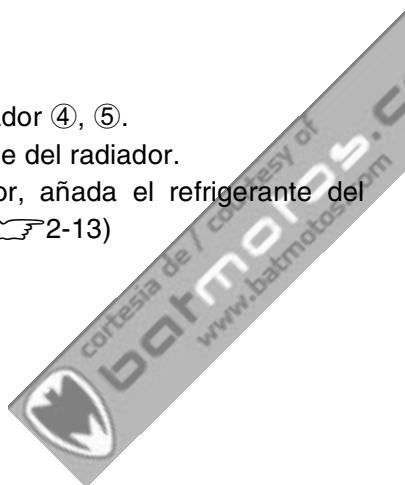 ador ④, ⑤.
e del radiador.
or, añada el refrigerante del
2-13)
cortesia de / courtesy of
batmotos.c
www.batmotost.com